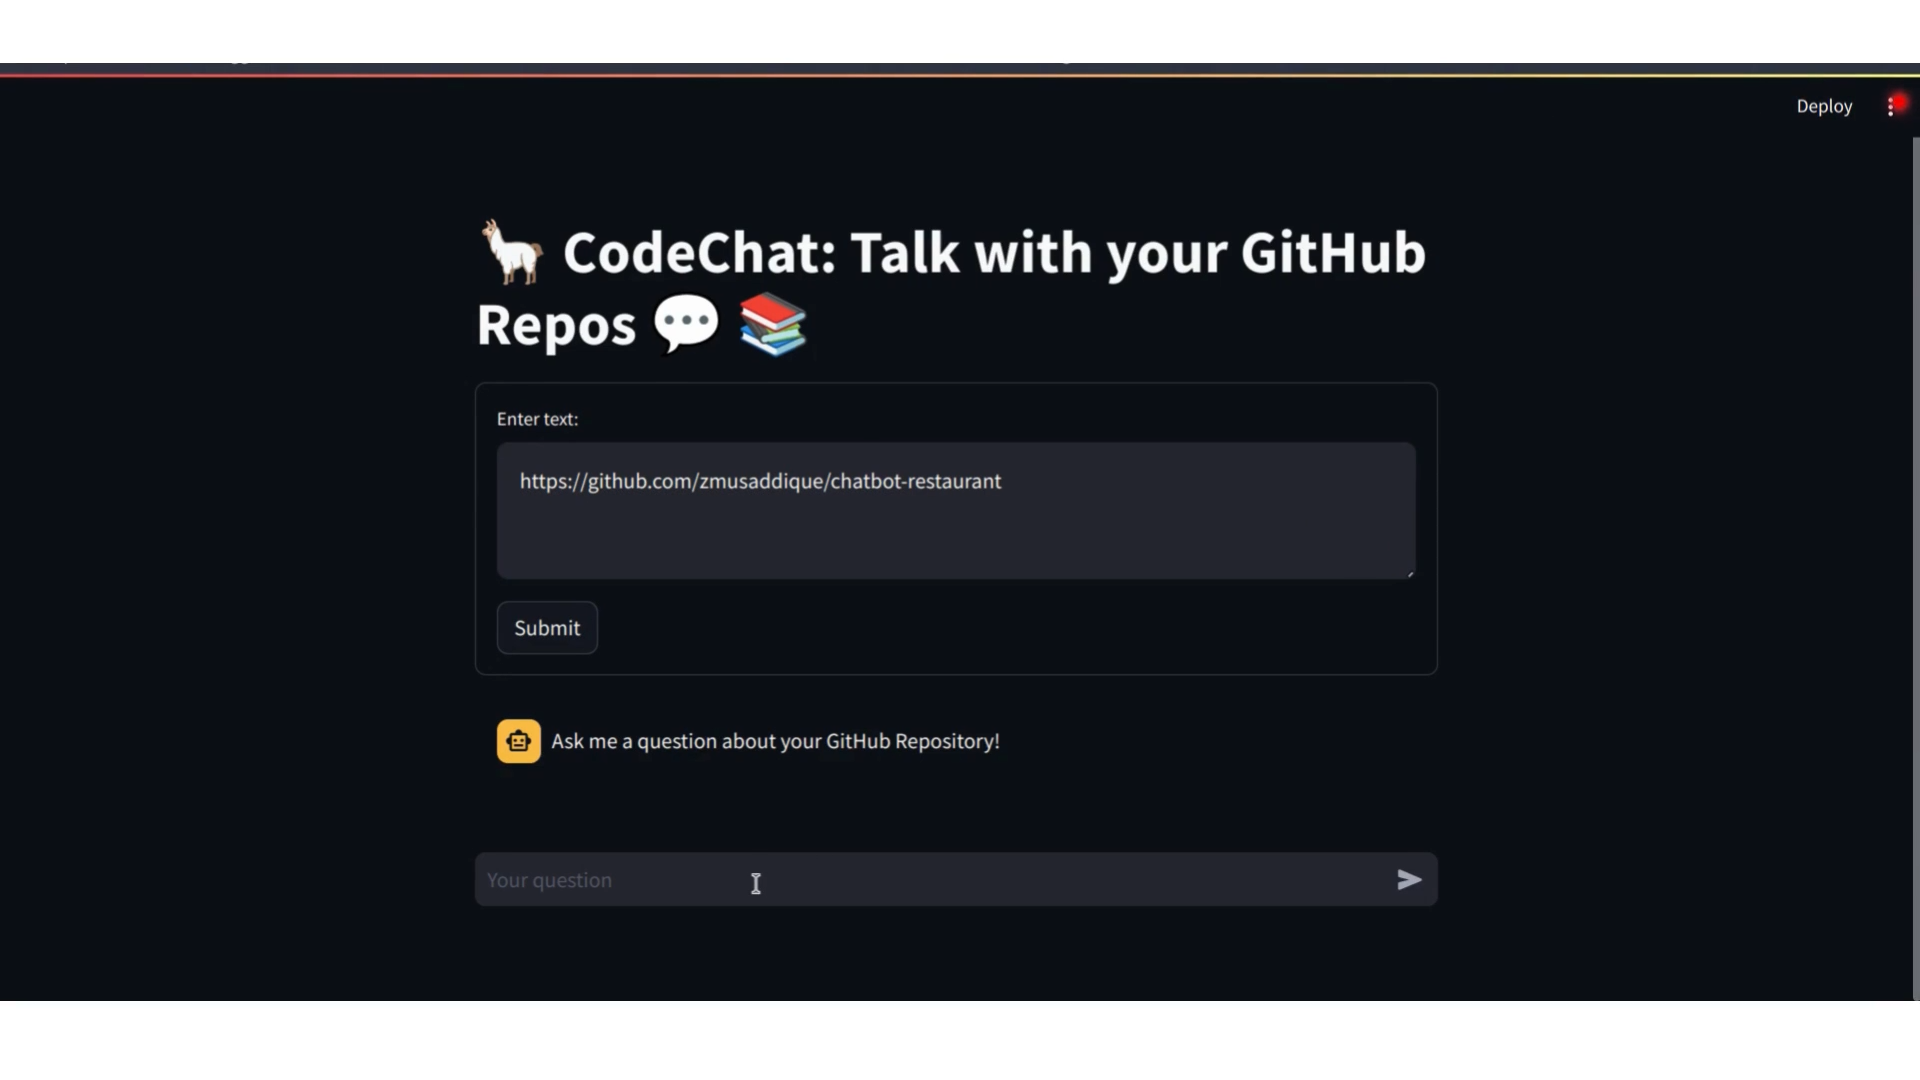 Deploy
CodeChat: Talk with your GitHub
Repos
Enter text:
https://github.com/zmusaddique/chatbot-restaurant
Submit
Ask me a question about your GitHub Repository!
Your question